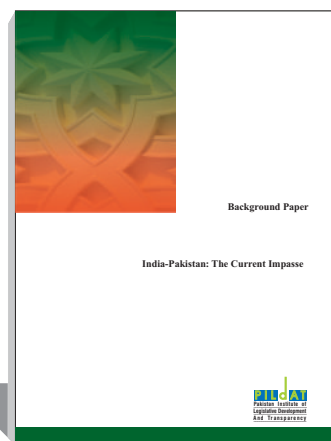 Background Paper
India-Pakistan: The Current Impasse
PILDAT
Pakistan Institute of
Legislative Development
And Transparency